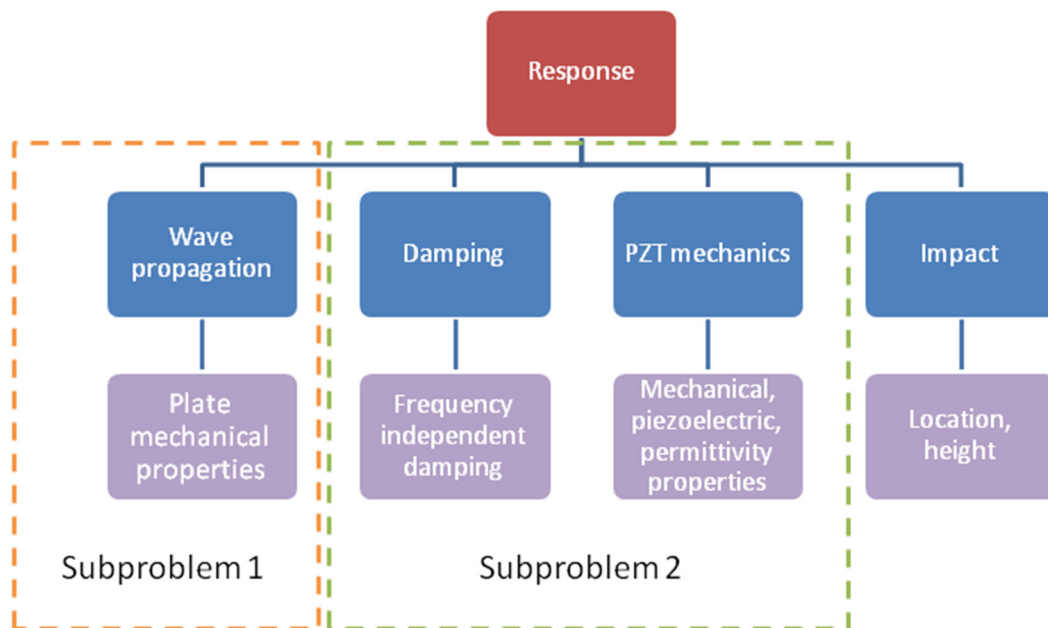 Response
Wave
propagation
Damping
PZT mechanics
Impact
Plate
mechanical
properties
Frequency
independent
damping
Mechanical,
piezoelectric,
permittivity
properties
Location,
height
Subproblem 1
Subproblem 2